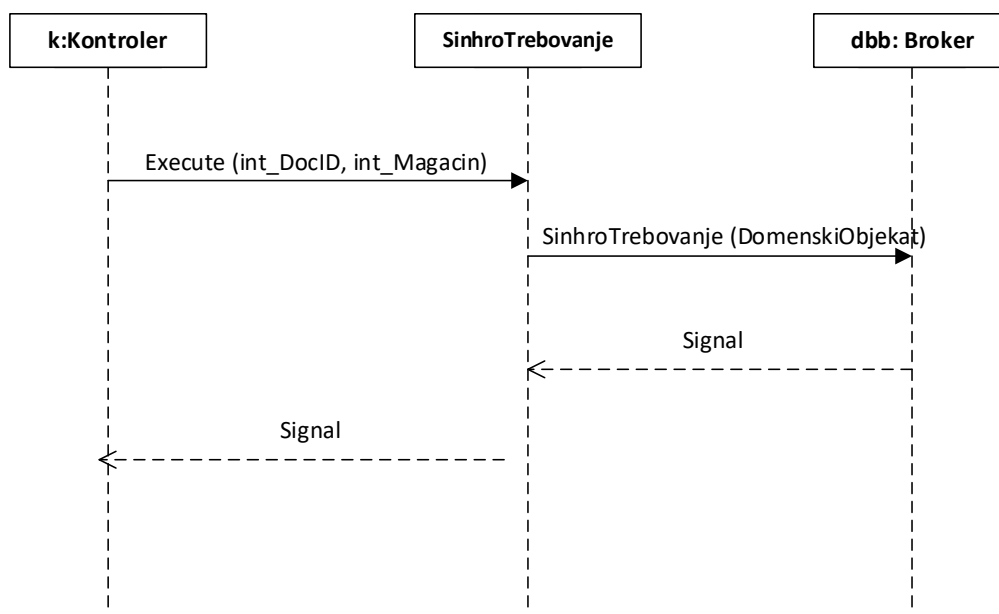 k:Kontroler
SinhroTrebovanje
dbb: Broker
Execute (int_DocID, int_Magacin)
SinhroTrebovanje (DomenskiObjekat)
Signal
Signal